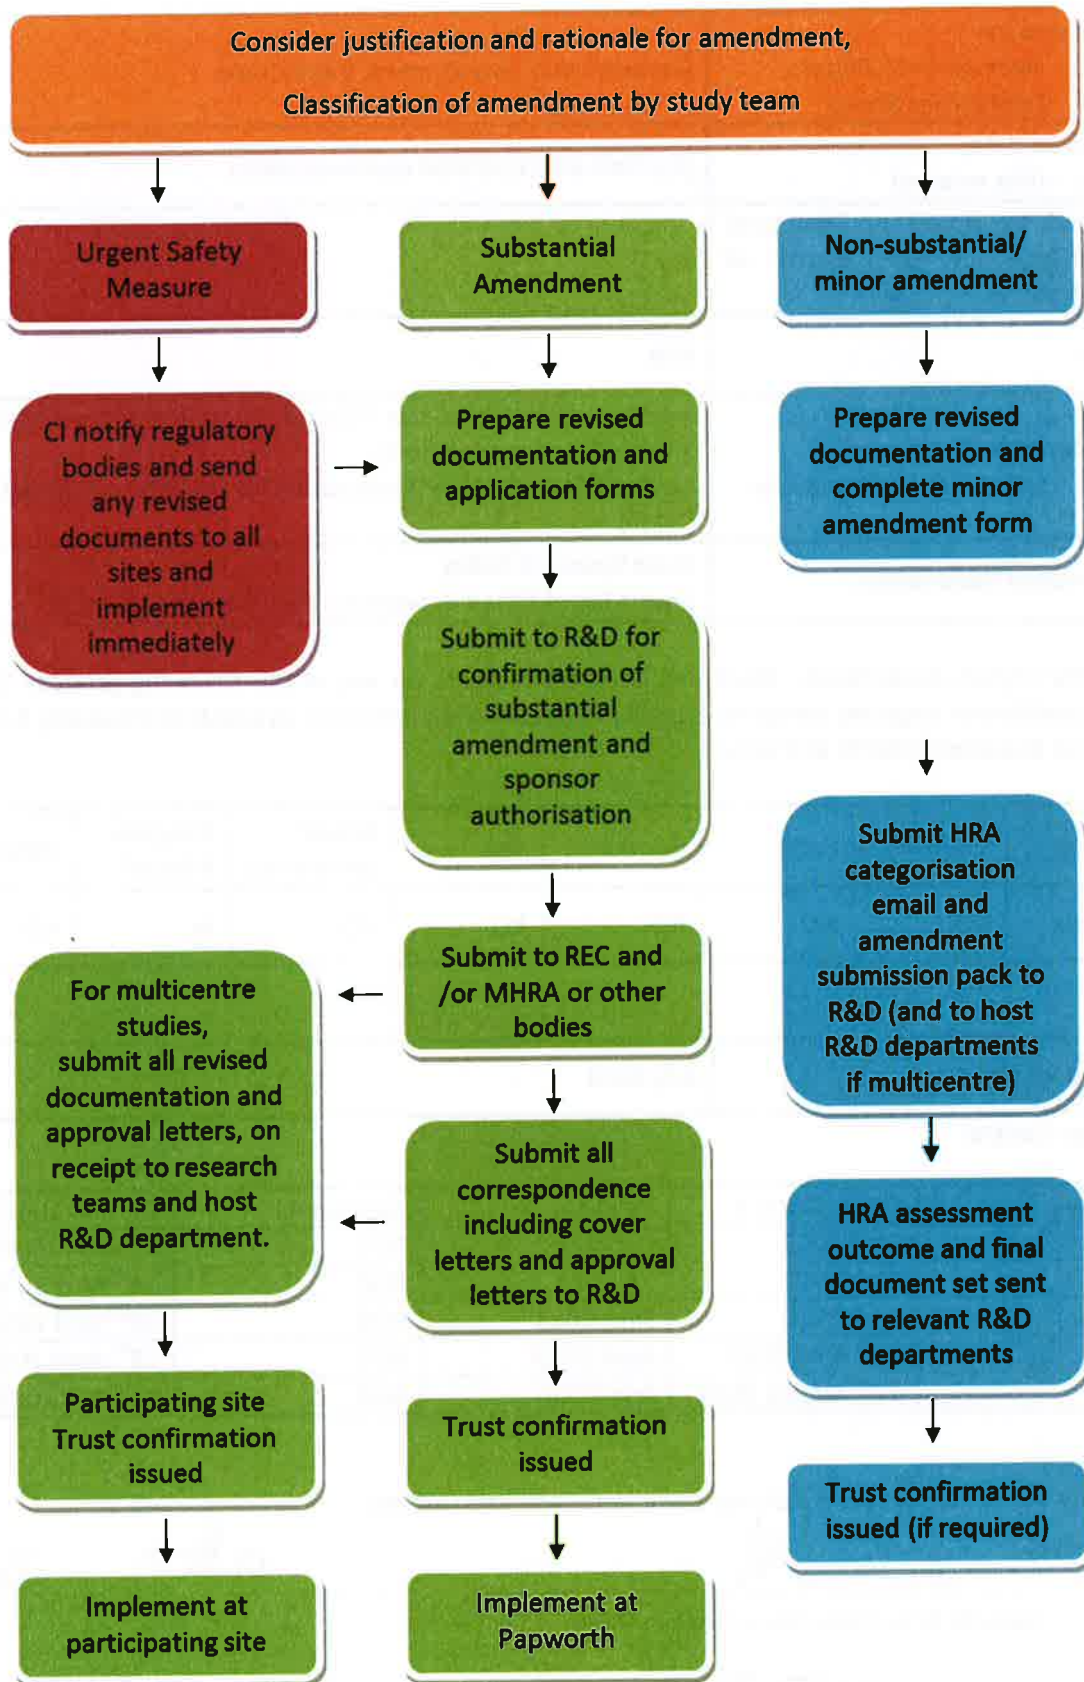 Consider justification and rationale for amendment,
Classification of amendment by study team
Urgent Safety
Measure
Substantial
Amendment
Non-substantial/
minor amendment
CI notify regulatory
bodies and send
any revised
documents to all
sites and
implement
immediately
Prepare revised
documentation and
application forms
Prepare revised
documentation and
complete minor
amendment form
Submit to R&D for
confirmation of
substantial
amendment and
sponsor
authorisation
Submit HRA
categorisation
email and
amendment
submission pack to
R&D (and to host
R&D departments
if multicentre)
Submit to REC and
/or MHRA or other
bodies
For multicentre
studies,
submit all revised
documentation and
approval letters, on
receipt to research
teams and host
R&D department.
Submit all
correspondence
including cover
letters and approval
letters to R&D
HRA assessment
outcome and final
document set sent
to relevant R&D
departments
Participating site
Trust confirmation
issued
Trust confirmation
issued
Trust confirmation
issued (if required)
Implement at
participating site
Implement at
Papworth